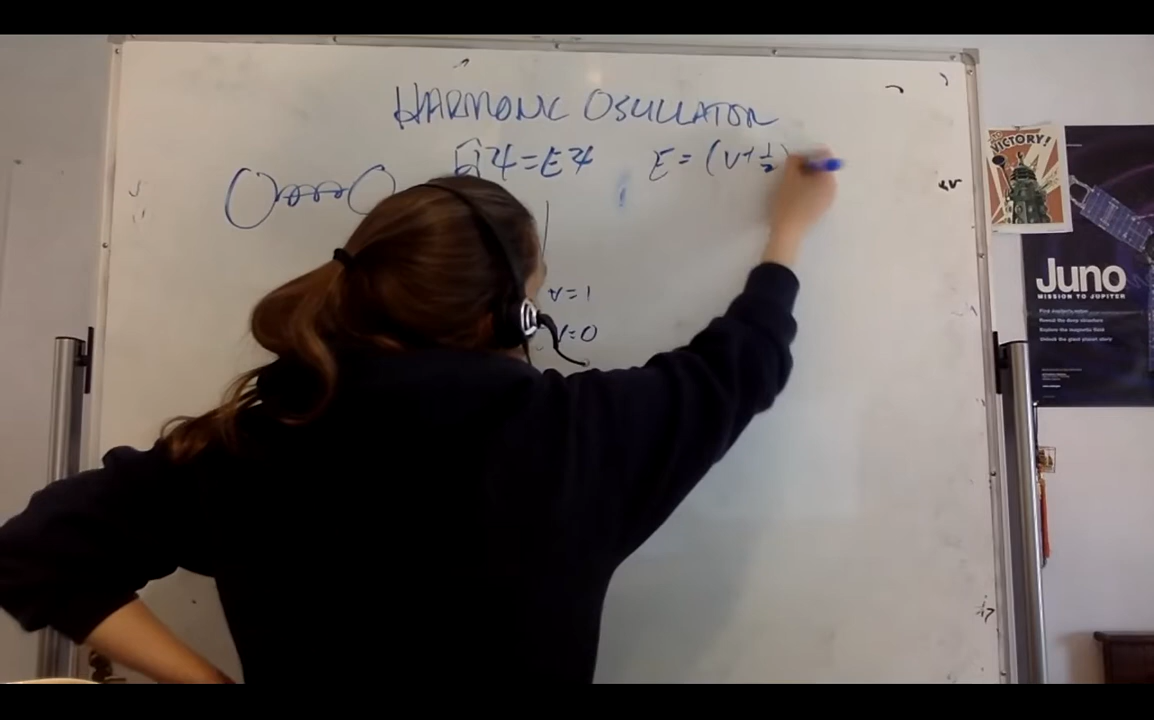 HARMONIC OSCILLATOR
Ĥψ=Eψ E = (v+½)
v=1
v=0
VICTORY!
Juno
MISSION TO JUPITER